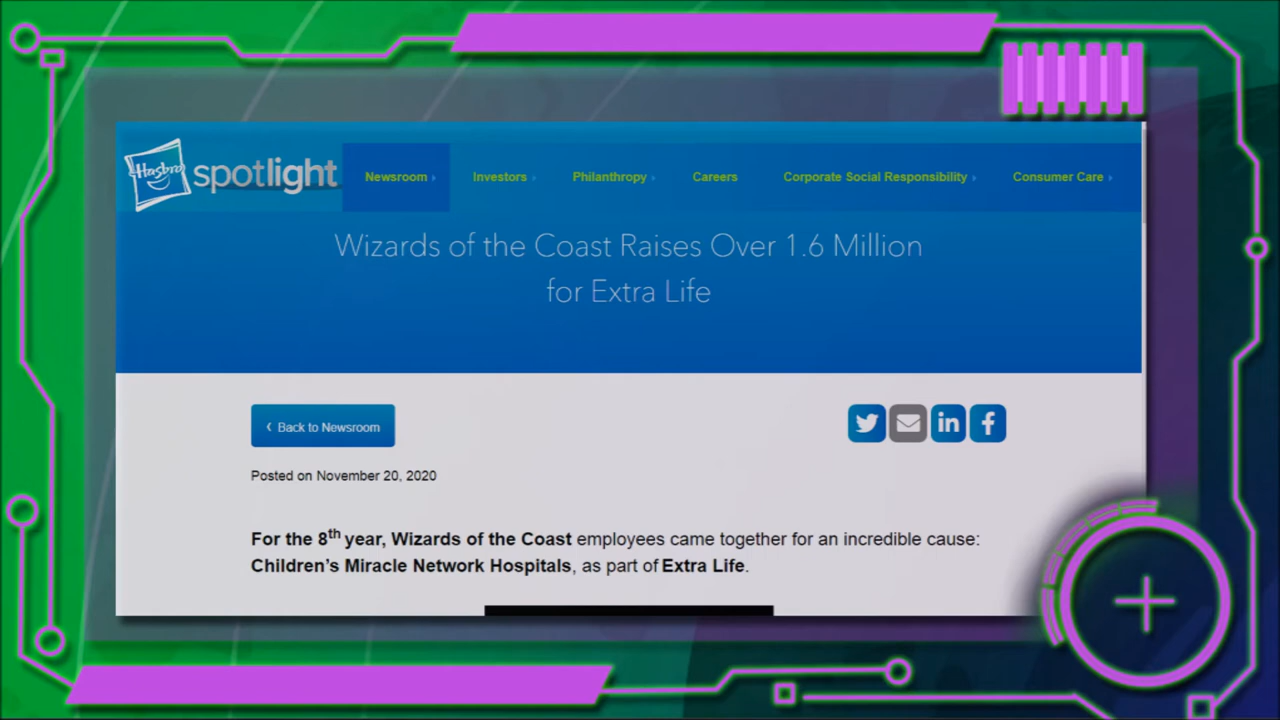 Hasbro spotlight
Newsroom Investors Philanthropy Careers Corporate Social Responsibility Consumer Care
Wizards of the Coast Raises Over 1.6 Million
for Extra Life
Back to Newsroom
Posted on November 20, 2020
For the 8th year, Wizards of the Coast employees came together for an incredible cause:
Children’s Miracle Network Hospitals, as part of Extra Life.